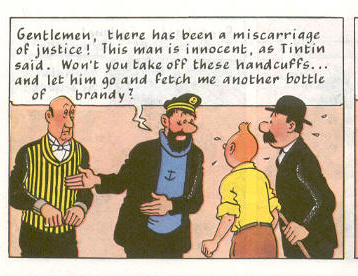 Gentlemen, there has been a miscarriage
of justice! This man is innocent, as Tintin
said. Won't you take off these handcuffs...
and let him go and fetch me another bottle
of brandy?